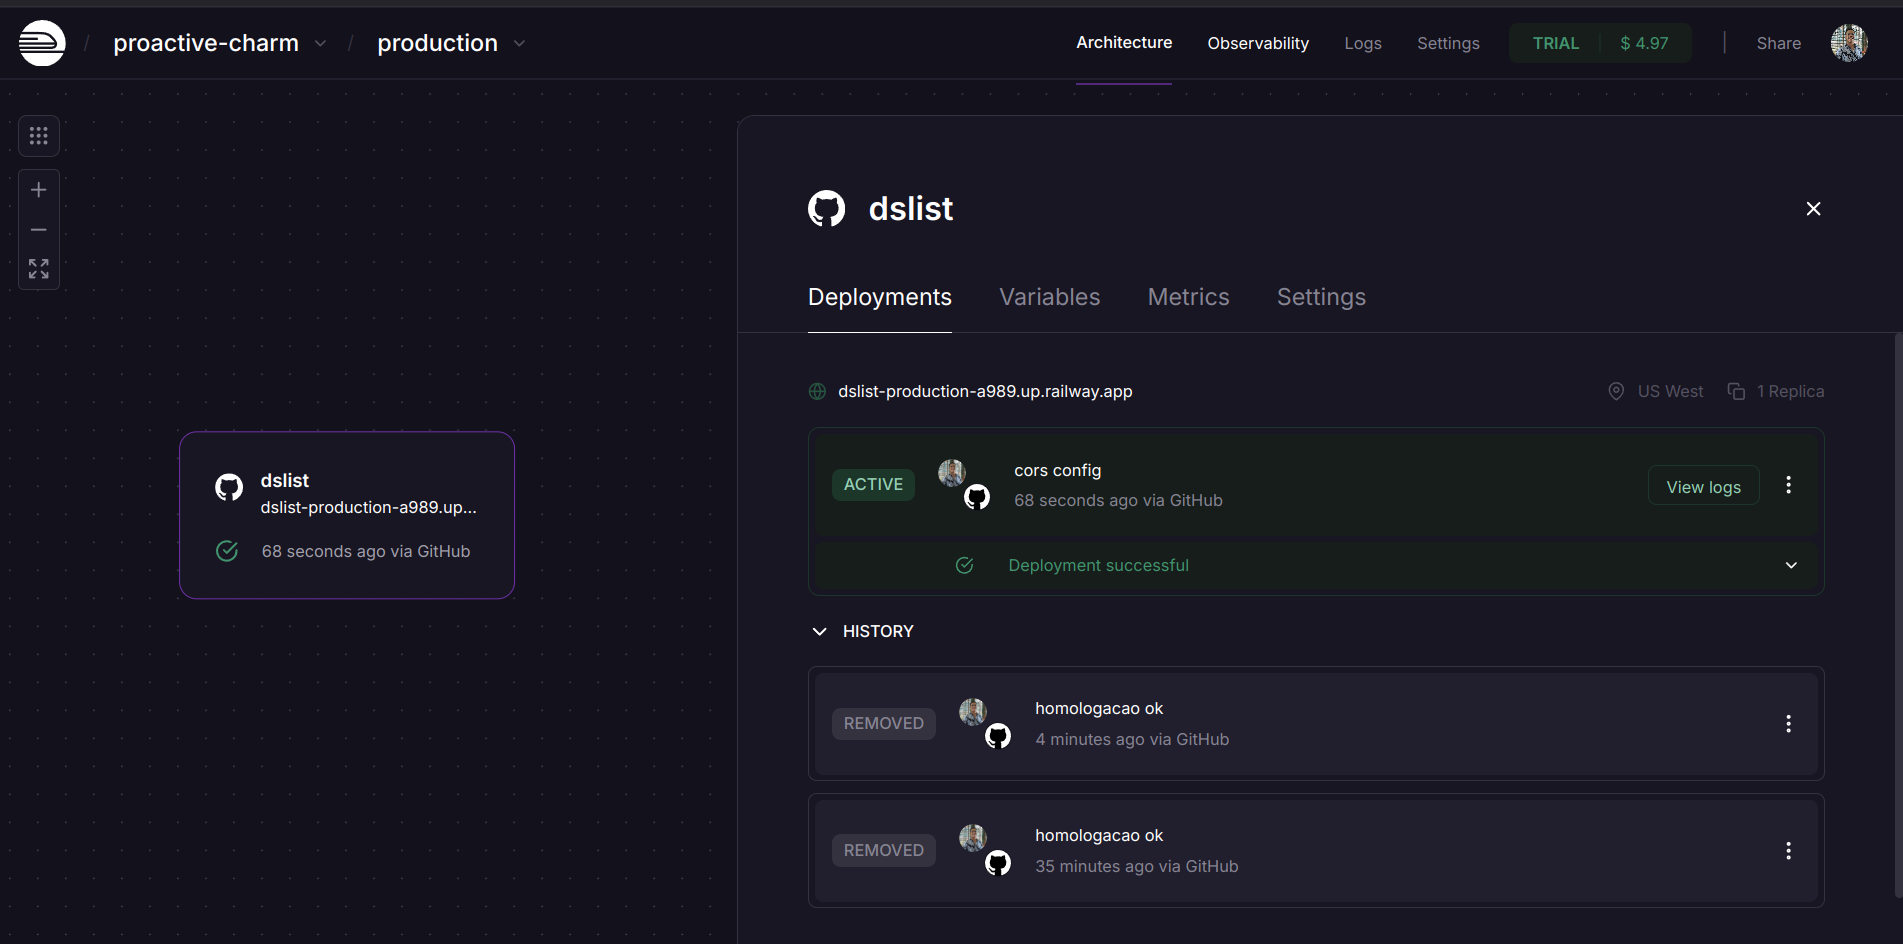 / proactive-charm / production
Architecture Observability Logs Settings TRIAL $ 4.97 Share
dslist
Deployments Variables Metrics Settings
dslist-production-a989.up.railway.app US West 1 Replica
ACTIVE cors config View logs
68 seconds ago via GitHub
Deployment successful
dslist
dslist-production-a989.up...
68 seconds ago via GitHub
HISTORY
REMOVED homologacao ok
4 minutes ago via GitHub
REMOVED homologacao ok
35 minutes ago via GitHub